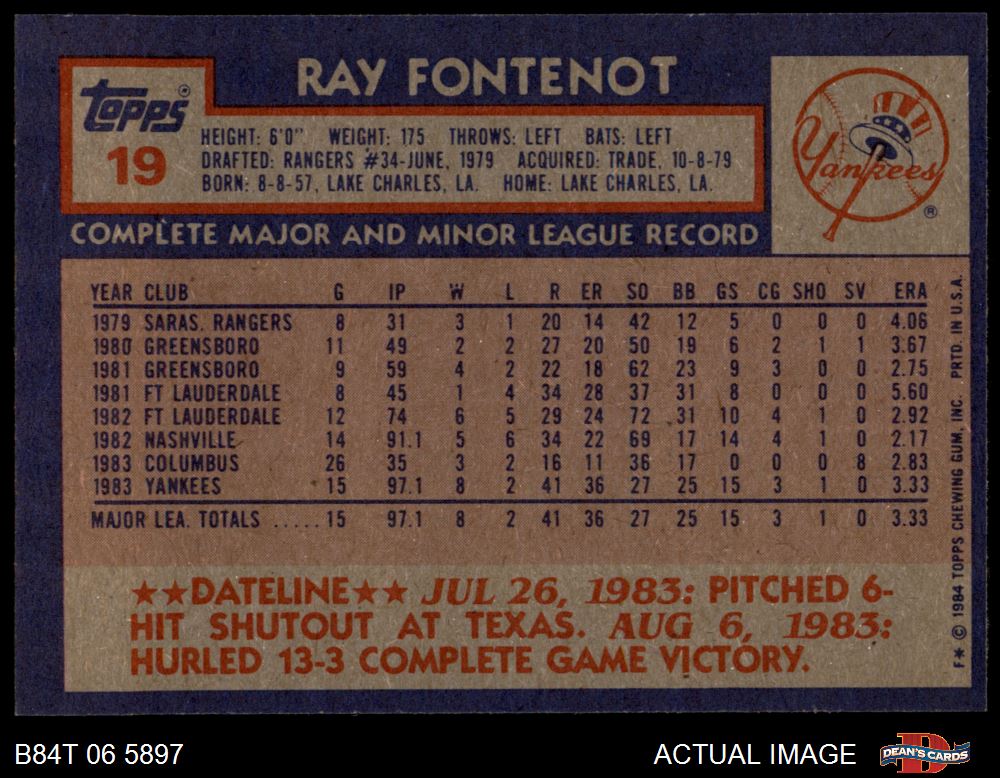 RAY FONTENOT
Topps®
19
HEIGHT: 6'0" WEIGHT: 175 THROWS: LEFT BATS: LEFT
DRAFTED: RANGERS #34-JUNE, 1979 ACQUIRED: TRADE, 10-8-79
BORN: 8-8-57, LAKE CHARLES, LA. HOME: LAKE CHARLES, LA.
Yankees
®
COMPLETE MAJOR AND MINOR LEAGUE RECORD
YEAR CLUB G IP W L R ER SO BB GS CG SHO SV ERA
1979 SARAS. RANGERS 8 31 3 1 20 14 42 12 5 0 0 0 4.06
1980 GREENSBORO 11 49 2 2 27 20 50 19 6 2 1 1 3.67
1981 GREENSBORO 9 59 4 2 22 18 62 23 9 3 0 0 2.75
1981 FT LAUDERDALE 8 45 1 4 34 28 37 31 8 0 0 0 5.60
1982 FT LAUDERDALE 12 74 6 5 29 24 72 31 10 4 1 0 2.92
1982 NASHVILLE 14 91.1 5 6 34 22 69 17 14 4 1 0 2.17
1983 COLUMBUS 26 35 3 2 16 11 36 17 0 0 0 8 2.83
1983 YANKEES 15 97.1 8 2 41 36 27 25 15 3 1 0 3.33
MAJOR LEA. TOTALS ..... 15 97.1 8 2 41 36 27 25 15 3 1 0 3.33
★★DATELINE★★ JUL 26, 1983: PITCHED 6-
HIT SHUTOUT AT TEXAS. AUG 6, 1983:
HURLED 13-3 COMPLETE GAME VICTORY.
F* © 1984 TOPPS CHEWING GUM, INC. PRTD. IN U.S.A.
B84T 06 5897
ACTUAL IMAGE
DEAN'S CARDS